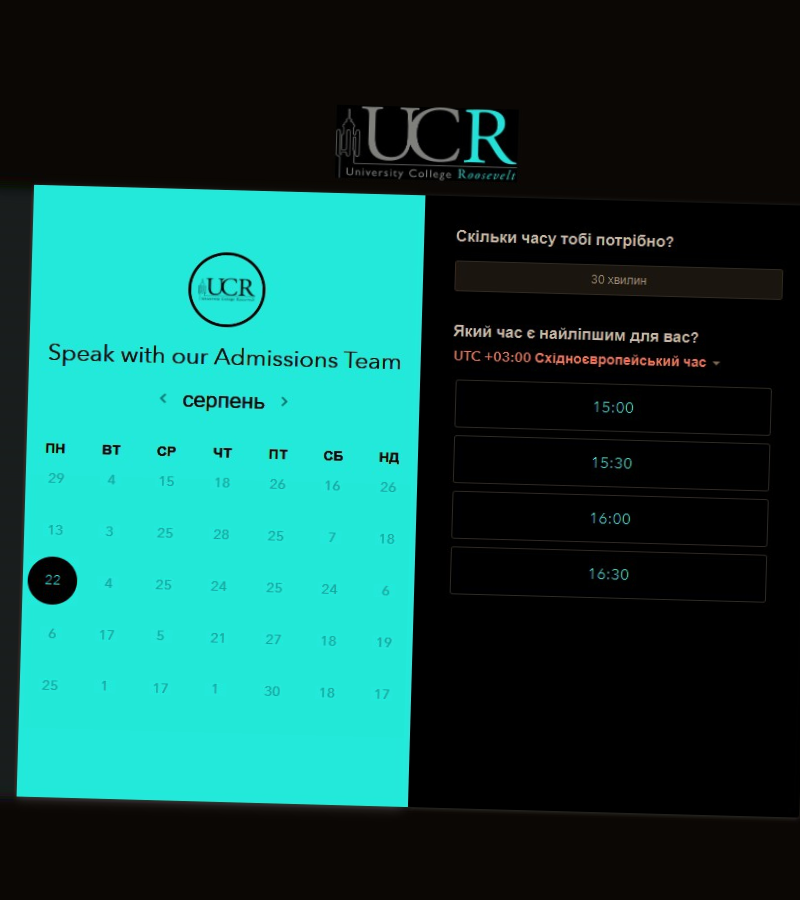 UCR
University College Roosevelt
UCR
University College Roosevelt
Speak with our Admissions Team
серпень
ПН ВТ СР ЧТ ПТ СБ НД
29 4 15 18 26 16 26
13 3 25 28 25 7 18
22 4 25 24 25 24 6
6 17 5 21 27 18 19
25 1 17 1 30 18 17
Скільки часу тобі потрібно?
30 хвилин
Який час є найліпшим для вас?
UTC +03:00 Східноєвропейський час
15:00
15:30
16:00
16:30